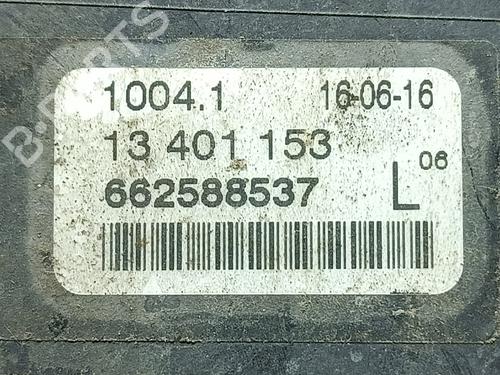 B-PARTS
1004.1 16-06-16
13 401 153
662588537 L 06